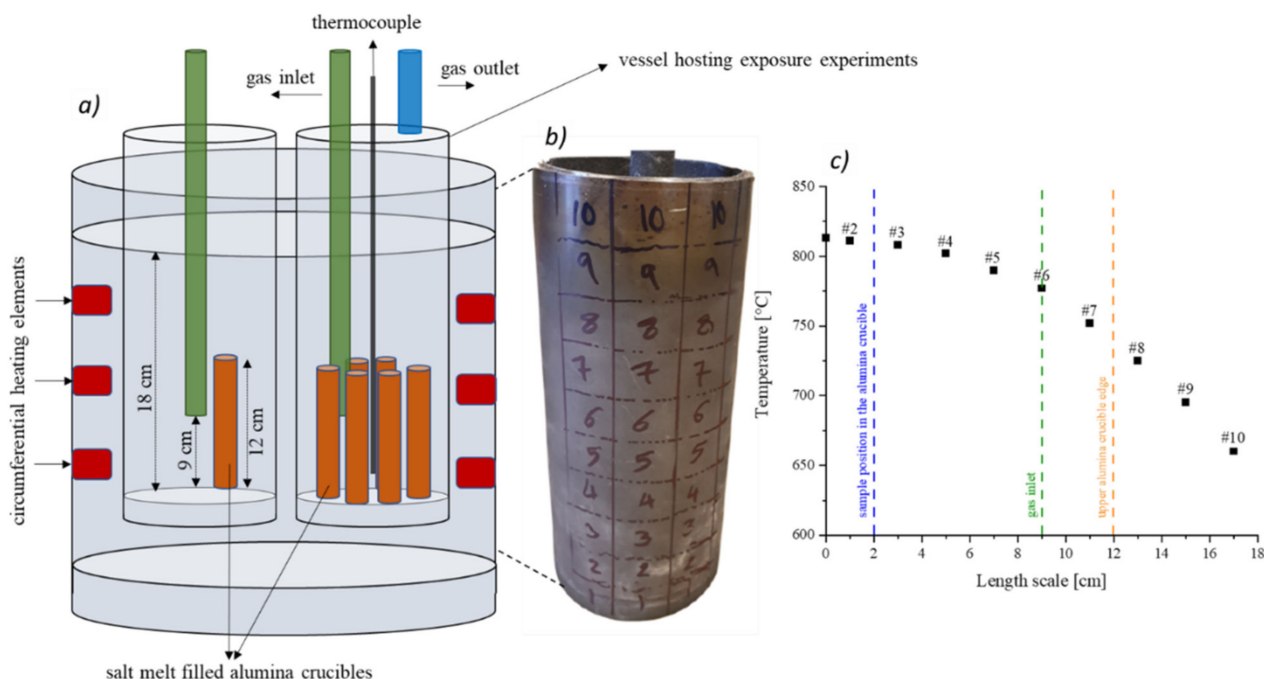 thermocouple
gas inlet
gas outlet
vessel hosting exposure experiments
a)
b)
c)
circumferential heating elements
18 cm
9 cm
12 cm
salt melt filled alumina crucibles
10 10 10
9 9 9
8 8 8
7 7 7
6 6 6
5 5 5
4 4 4
3 3 3
2 2 2
1 1
850
800
750
700
650
600
Temperature [°C]
#2
#3
#4
#5
#6
#7
#8
#9
#10
sample position in the alumina crucible
gas inlet
upper alumina crucible edge
0 2 4 6 8 10 12 14 16 18
Length scale [cm]